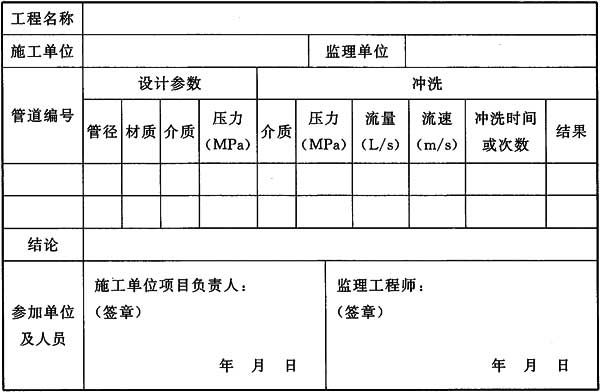 工程名称
施工单位 监理单位
管道编号 设计参数 冲洗
管径 材质 介质 压力 (MPa) 介质 压力 (MPa) 流量 (L/s) 流速 (m/s) 冲洗时间 或次数 结果
结论
参加单位
及人员
施工单位项目负责人：
（签章）
年 月 日
监理工程师：
（签章）
年 月 日